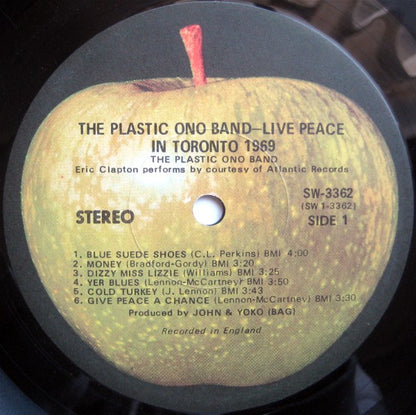 THE PLASTIC ONO BAND—LIVE PEACE
IN TORONTO 1969
THE PLASTIC ONO BAND
Eric Clapton performs by courtesy of Atlantic Records
STEREO
SW-3362
(SW 1-3362)
SIDE 1
1. BLUE SUEDE SHOES (C.L. Perkins) BMI 4:00
2. MONEY (Bradford-Gordy) BMI 3:20
3. DIZZY MISS LIZZIE (Williams) BMI 3:25
4. YER BLUES (Lennon-McCartney) BMI 3:50
5. COLD TURKEY (J. Lennon) BMI 3:43
6. GIVE PEACE A CHANCE (Lennon-McCartney) BMI 3:30
Produced by JOHN & YOKO (BAG)
Recorded in England